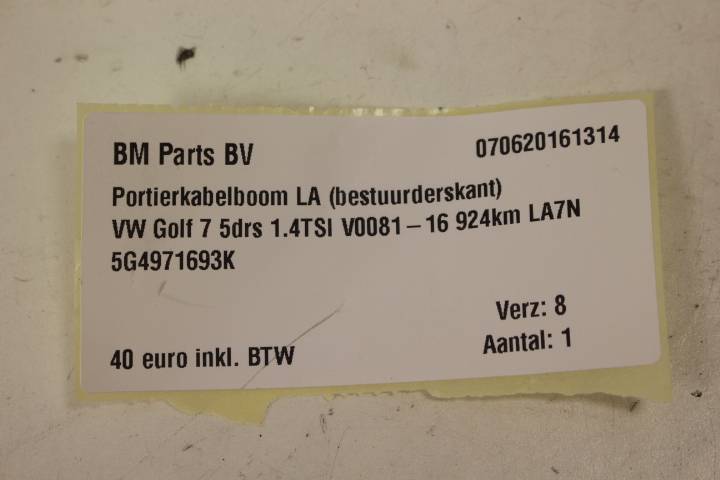 BM Parts BV 070620161314
Portierkabelboom LA (bestuurderskant)
VW Golf 7 5drs 1.4TSI V0081 – 16 924km LA7N
5G4971693K
Verz: 8
40 euro inkl. BTW Aantal: 1